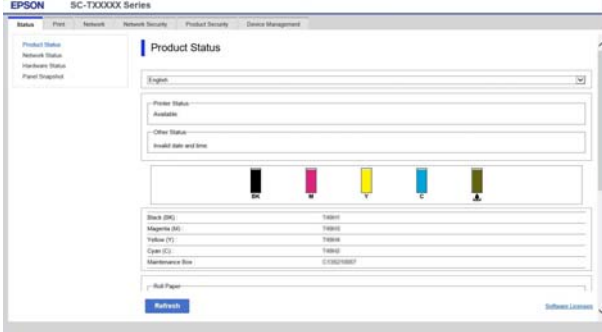 EPSON SC-TXXXXX Series
Status Print Network Network Security Product Security Device Management
Product Status
Network Status
Hardware Status
Panel Snapshot
Product Status
English
Printer Status
Available
Other Status
Invalid date and time
BK M Y C
Black (BK) :
Magenta (M) :
Yellow (Y) :
Cyan (C) :
Maintenance Box :
Roll Paper
Refresh
Software Licenses